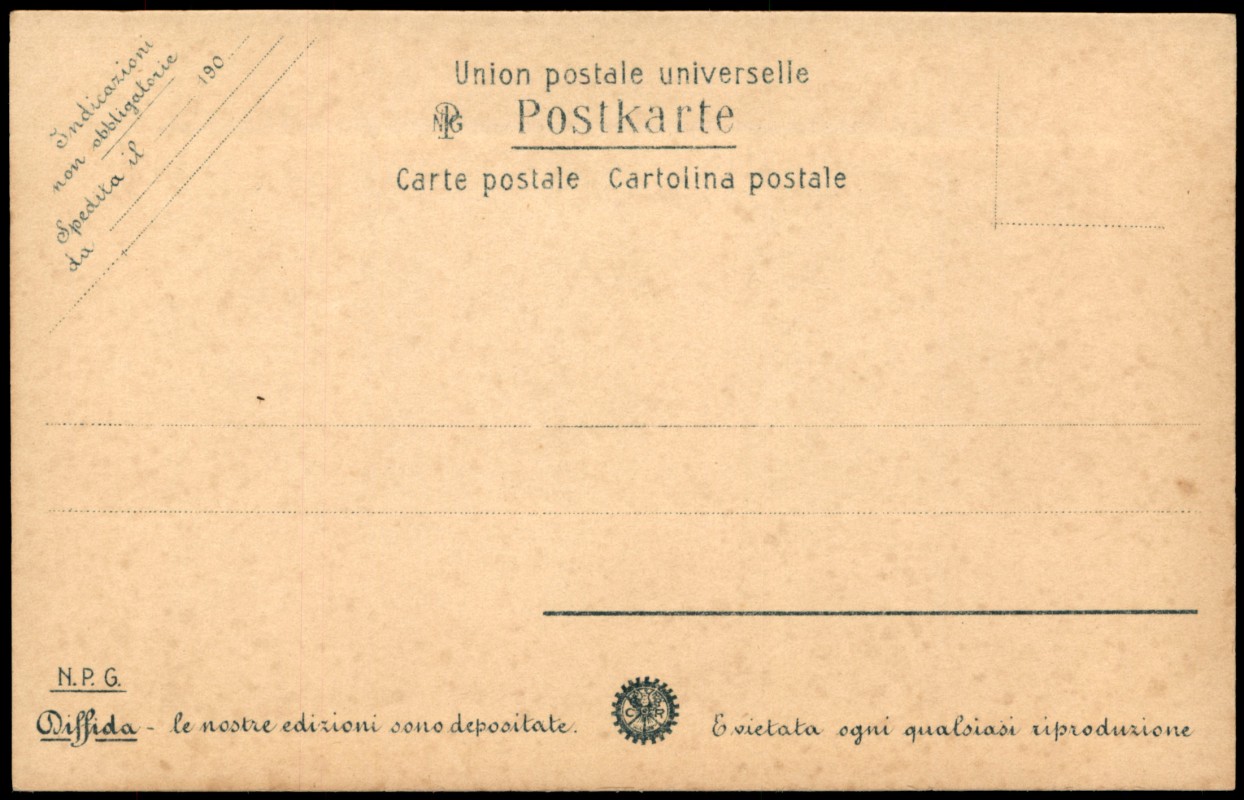 Indicazioni
non obbligatorie
Spedita il 190
da
Union postale universelle
NPG Postkarte
Carte postale Cartolina postale
N.P.G.
Diffida - le nostre edizioni sono depositate. C R E vietata ogni qualsiasi riproduzione